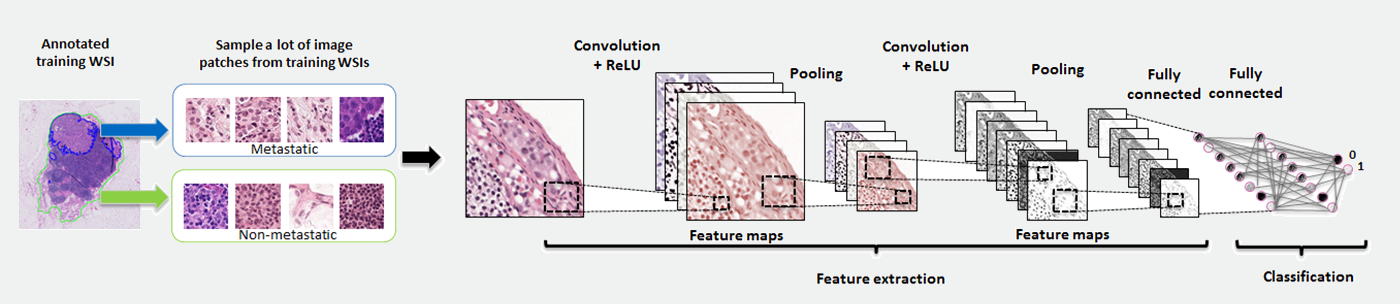 Annotated
training WSI
Sample a lot of image
patches from training WSIs
Metastatic
Non-metastatic
Convolution
+ ReLU
Pooling
Convolution
+ ReLU
Pooling
Fully
connected
Fully
connected
0
1
Feature maps
Feature maps
Feature extraction
Classification